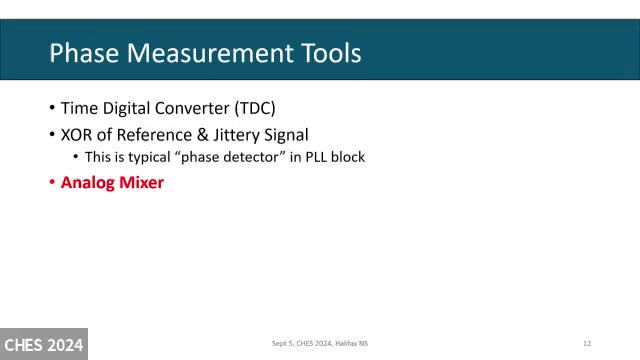 Phase Measurement Tools
• Time Digital Converter (TDC)
• XOR of Reference & Jittery Signal
• This is typical “phase detector” in PLL block
• Analog Mixer
CHES 2024
Sept 5, CHES 2024, Halifax NS
12